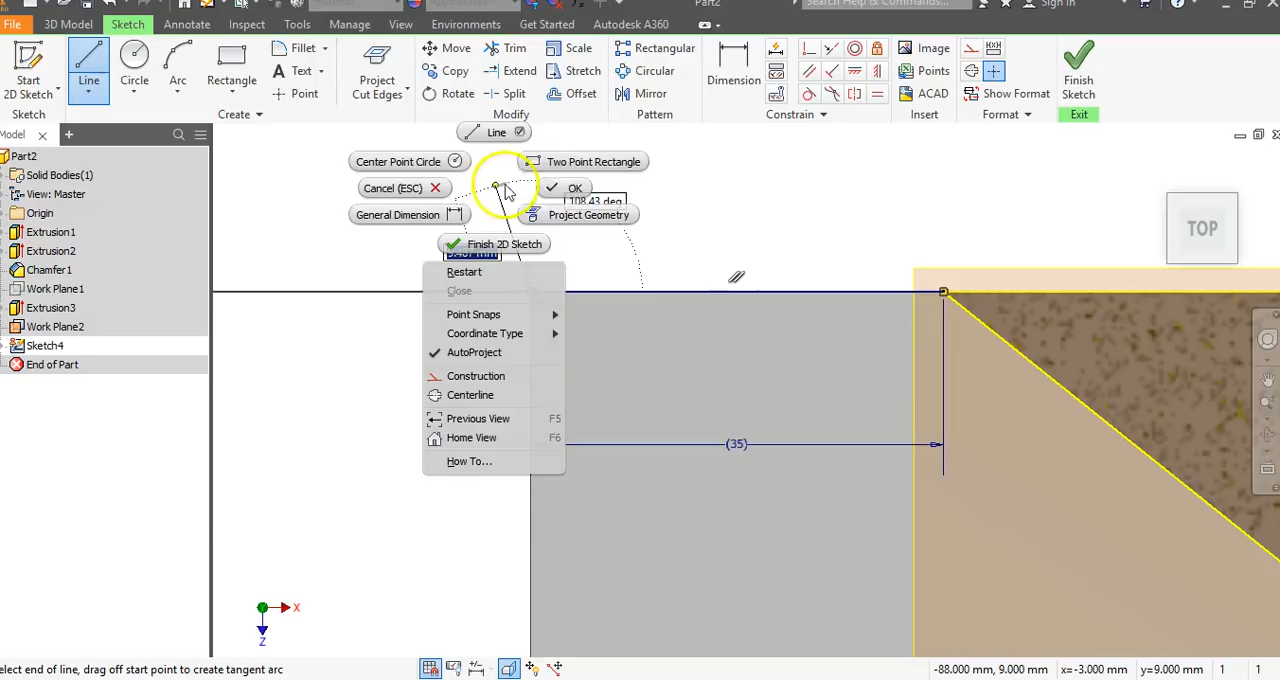 Part2
Search Help & Commands...
Sign In
File
3D Model
Sketch
Annotate
Inspect
Tools
Manage
View
Environments
Get Started
Autodesk A360
Start
2D Sketch
Line
Circle
Arc
Rectangle
Fillet
Text
Point
Project
Cut Edges
Move
Copy
Rotate
Trim
Extend
Split
Scale
Stretch
Offset
Rectangular
Circular
Mirror
Dimension
Image
Points
ACAD
Show Format
Finish
Sketch
Sketch
Create
Modify
Pattern
Constrain
Insert
Format
Exit
Model
Part2
Solid Bodies(1)
View: Master
Origin
Extrusion1
Extrusion2
Chamfer1
Work Plane1
Extrusion3
Work Plane2
Sketch4
End of Part
Line
Center Point Circle
Two Point Rectangle
Cancel (ESC)
OK
108.43 deg
General Dimension
Project Geometry
Finish 2D Sketch
Restart
Close
Point Snaps
Coordinate Type
AutoProject
Construction
Centerline
Previous View F5
Home View F6
How To...
(35)
TOP
X
Z
elect end of line, drag off start point to create tangent arc
-88.000 mm, 9.000 mm
x=-3.000 mm
y=9.000 mm
1
1